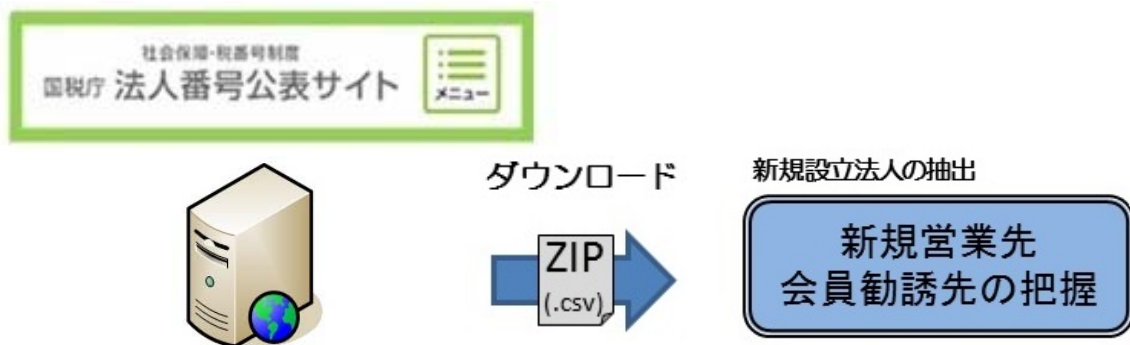 社会保障・税番号制度
国税庁 法人番号公表サイト
メニュー
ダウンロード
ZIP
(.csv)
新規設立法人の抽出
新規営業先
会員勧誘先の把握